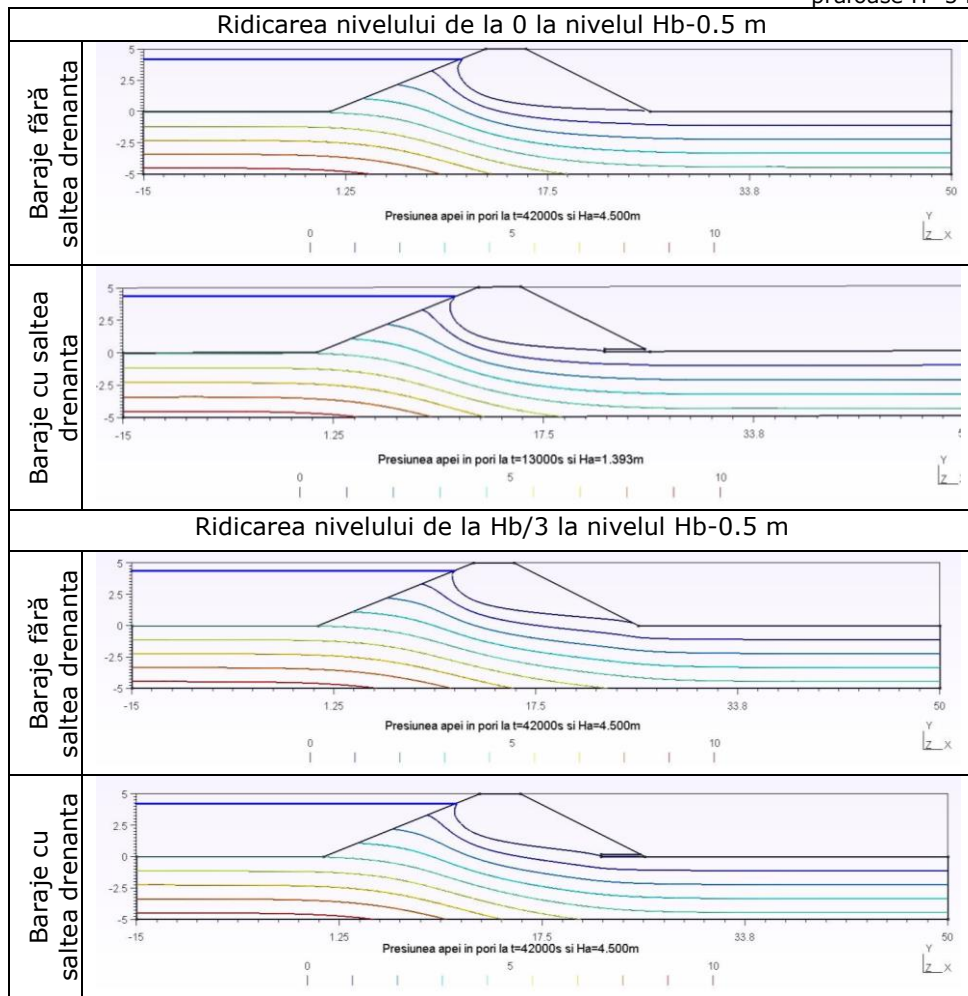 Ridicarea nivelului de la 0 la nivelul Hb-0.5 m
Baraje fără
saltea drenanta
5
2.5
0
-2.5
-5
-15
1.25
17.5
33.8
50
Presiunea apei in pori la t=42000s si Ha=4.500m
0
5
10
Y
Z
X
Baraje cu saltea
drenanta
5
2.5
0
-2.5
-5
-15
1.25
17.5
33.8
Presiunea apei in pori la t=13000s si Ha=1.393m
0
5
10
Y
Z
Ridicarea nivelului de la Hb/3 la nivelul Hb-0.5 m
Baraje fără
saltea drenanta
5
2.5
0
-2.5
-5
-15
1.25
17.5
33.8
50
Presiunea apei in pori la t=42000s si Ha=4.500m
0
5
10
Y
Z
X
Baraje cu
saltea drenanta
5
2.5
0
-2.5
-5
-15
1.25
17.5
33.8
50
Presiunea apei in pori la t=42000s si Ha=4.500m
0
5
10
Y
Z
X